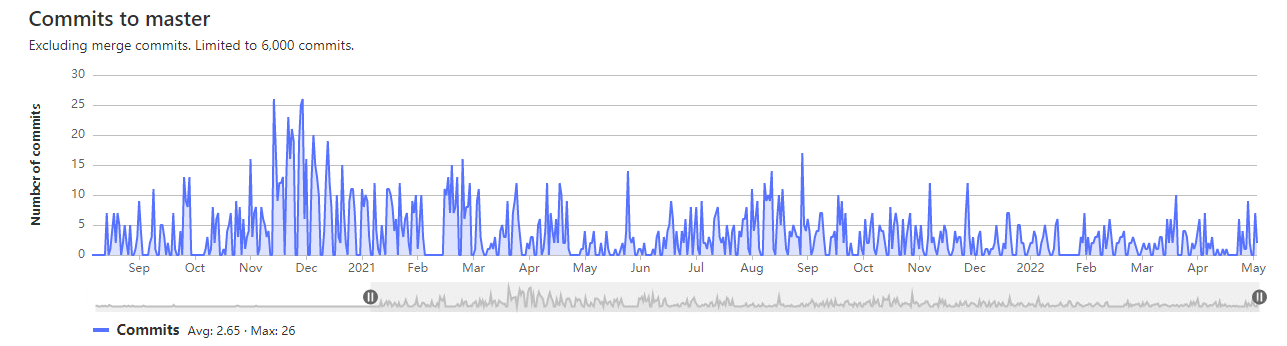 Commits to master
Excluding merge commits. Limited to 6,000 commits.
Number of commits
30
25
20
15
10
5
0
Sep Oct Nov Dec 2021 Feb Mar Apr May Jun Jul Aug Sep Oct Nov Dec 2022 Feb Mar Apr May
Commits Avg: 2.65 · Max: 26